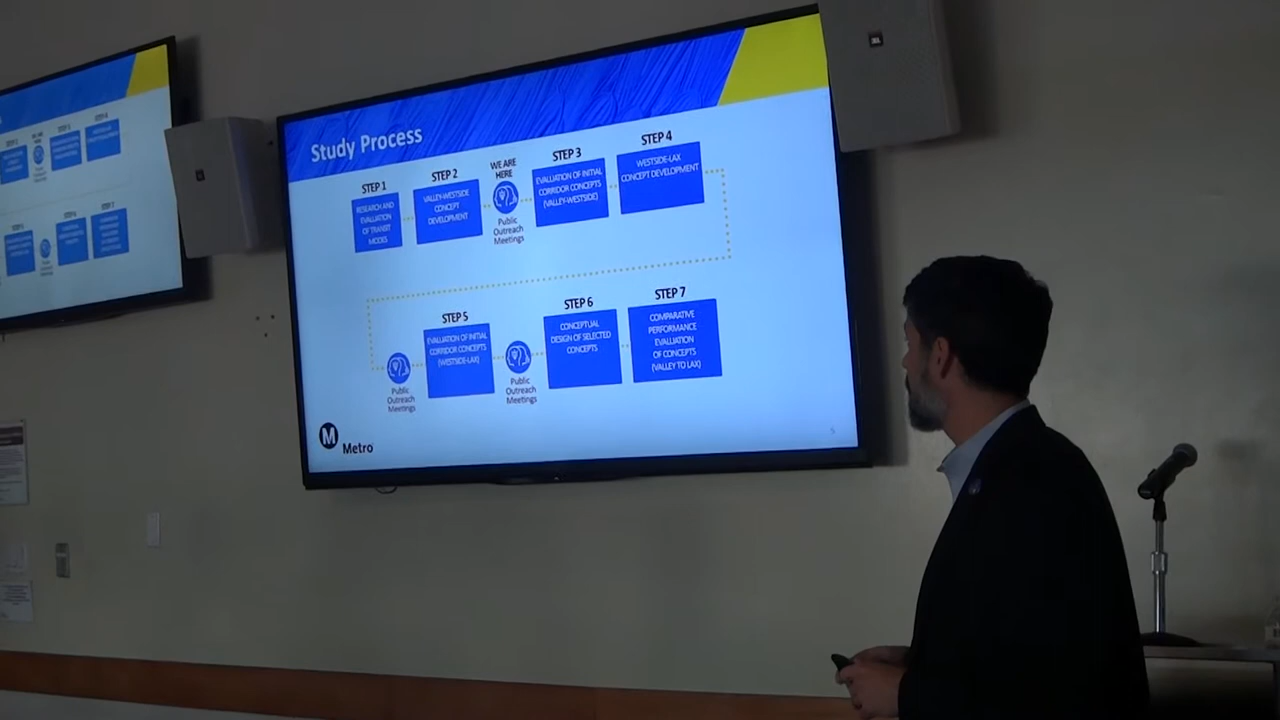 Study Process
STEP 1
RESEARCH AND
EVALUATION
OF TRANSIT
MODES
STEP 2
VALLEY-WESTSIDE
CONCEPT
DEVELOPMENT
WE ARE
HERE
Public
Outreach
Meetings
STEP 3
EVALUATION OF INITIAL
CORRIDOR CONCEPTS
(VALLEY-WESTSIDE)
STEP 4
WESTSIDE-LAX
CONCEPT DEVELOPMENT
Public
Outreach
Meetings
STEP 5
EVALUATION OF INITIAL
CORRIDOR CONCEPTS
(WESTSIDE-LAX)
Public
Outreach
Meetings
STEP 6
CONCEPTUAL
DESIGN OF SELECTED
CONCEPTS
STEP 7
COMPARATIVE
PERFORMANCE
EVALUATION
OF CONCEPTS
(VALLEY TO LAX)
M
Metro
5
JBL